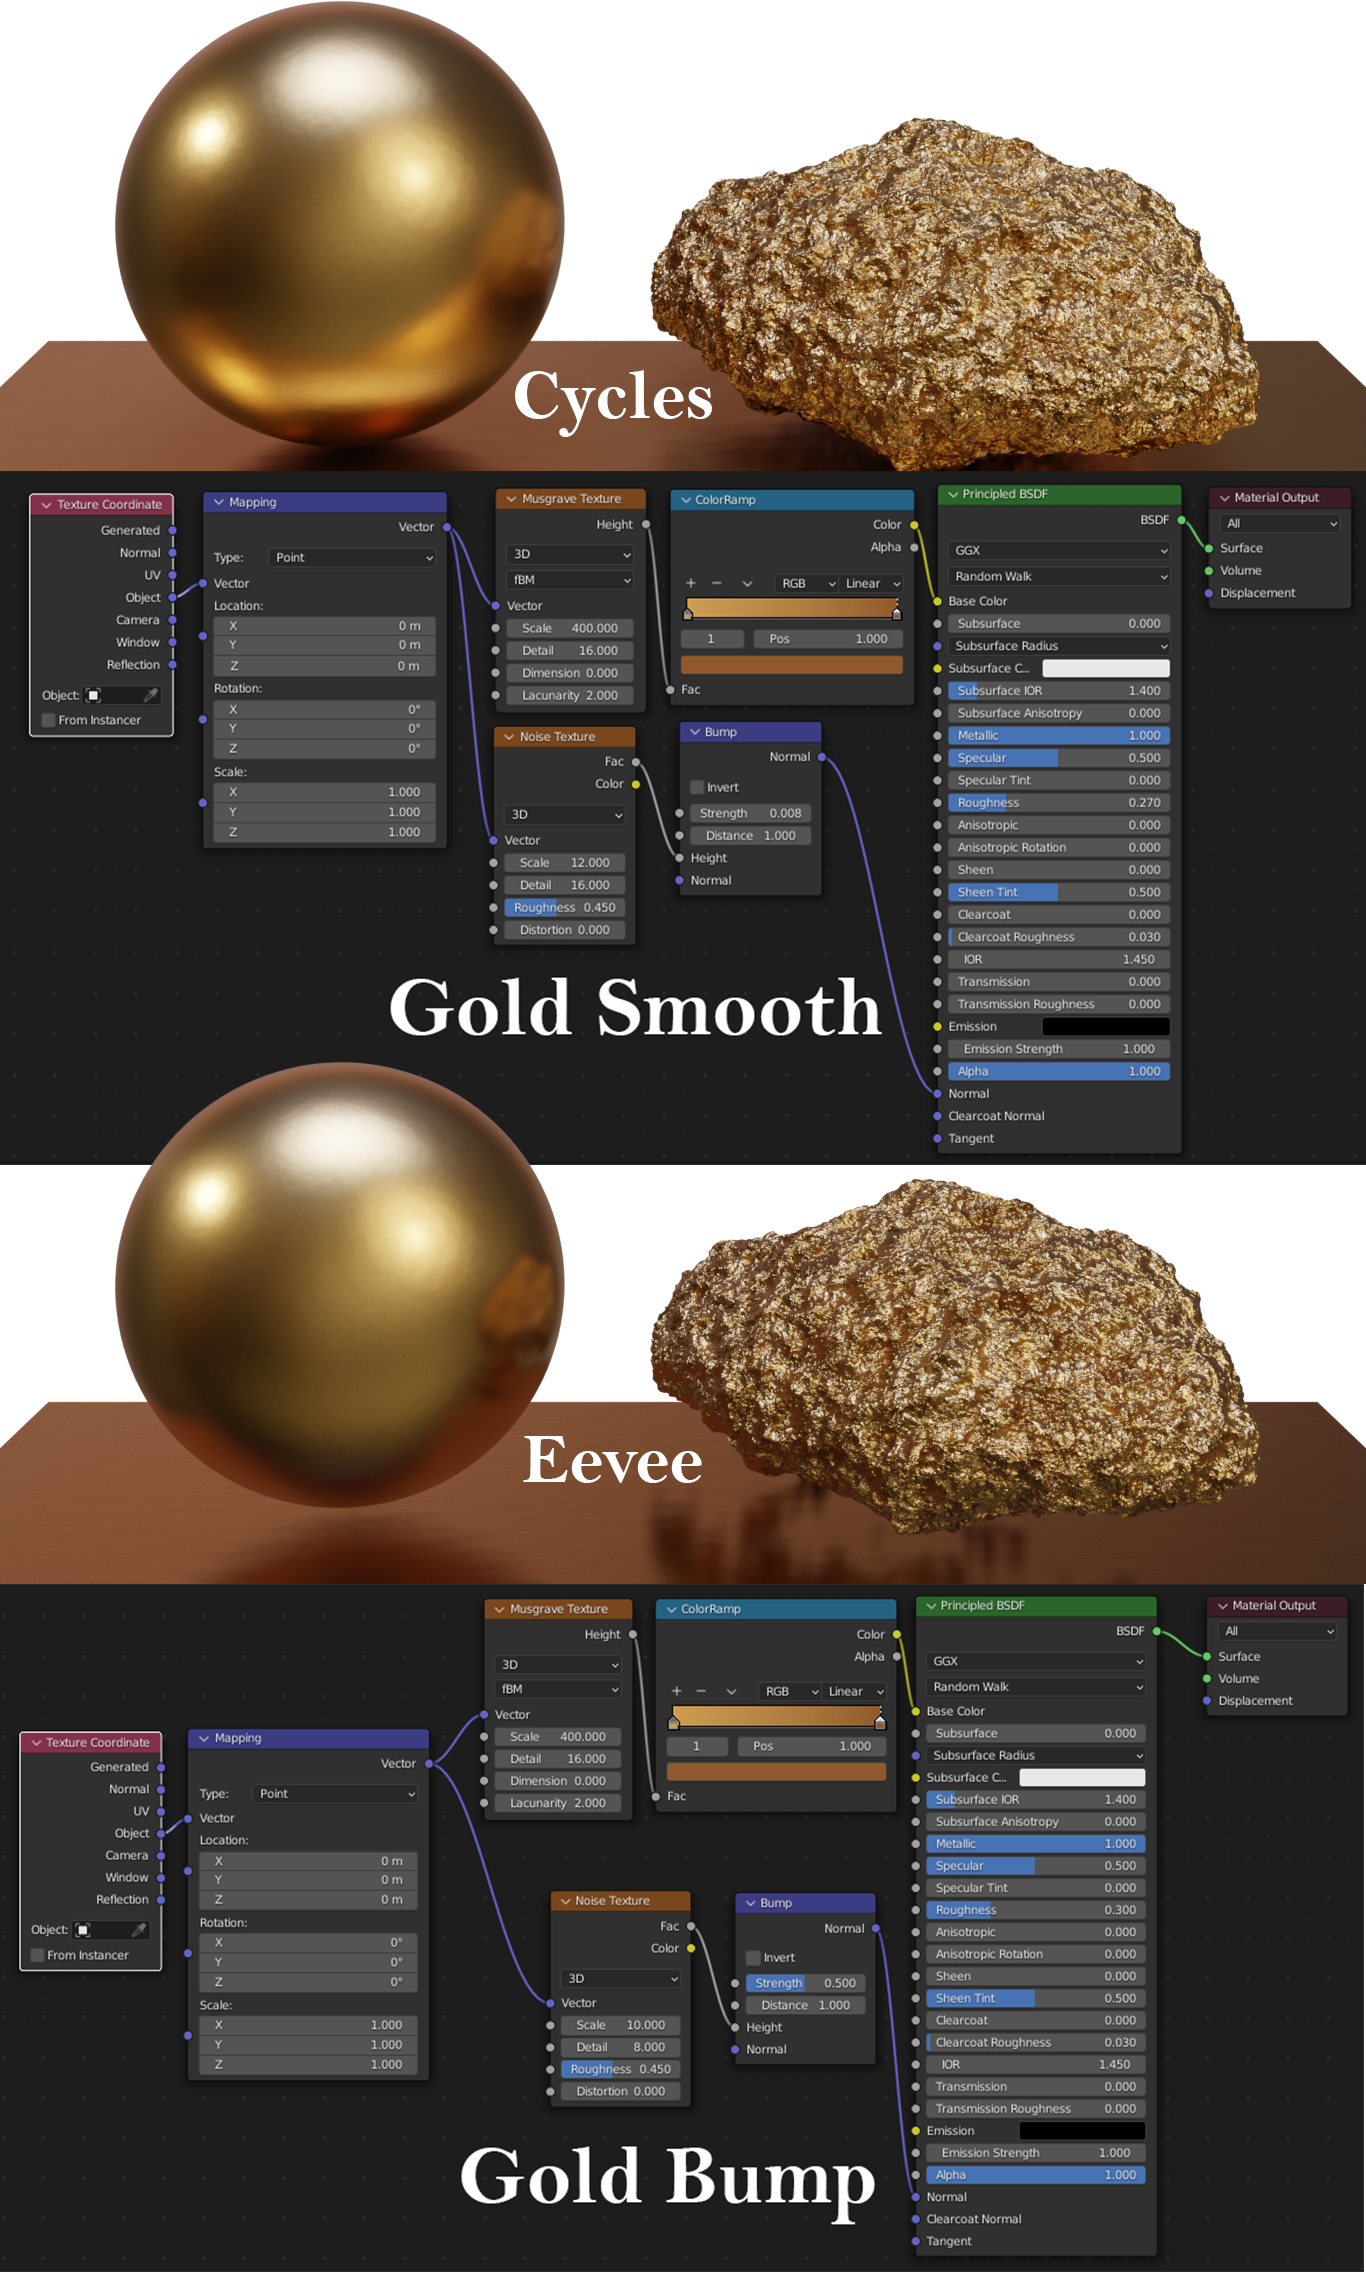 Cycles
Texture Coordinate
Generated
Normal
UV
Object
Camera
Window
Reflection
Object:
From Instancer
Mapping
Vector
Type: Point
Vector
Location:
X 0 m
Y 0 m
Z 0 m
Rotation:
X 0°
Y 0°
Z 0°
Scale:
X 1.000
Y 1.000
Z 1.000
Musgrave Texture
Height
3D
fBM
Vector
Scale 400.000
Detail 16.000
Dimension 0.000
Lacunarity 2.000
Noise Texture
Fac
Color
3D
Vector
Scale 12.000
Detail 16.000
Roughness 0.450
Distortion 0.000
ColorRamp
Color
Alpha
+ − RGB Linear
1 Pos 1.000
Fac
Bump
Normal
Invert
Strength 0.008
Distance 1.000
Height
Normal
Principled BSDF
BSDF
GGX
Random Walk
Base Color
Subsurface 0.000
Subsurface Radius
Subsurface C...
Subsurface IOR 1.400
Subsurface Anisotropy 0.000
Metallic 1.000
Specular 0.500
Specular Tint 0.000
Roughness 0.270
Anisotropic 0.000
Anisotropic Rotation 0.000
Sheen 0.000
Sheen Tint 0.500
Clearcoat 0.000
Clearcoat Roughness 0.030
IOR 1.450
Transmission 0.000
Transmission Roughness 0.000
Emission
Emission Strength 1.000
Alpha 1.000
Normal
Clearcoat Normal
Tangent
Material Output
All
Surface
Volume
Displacement
Gold Smooth
Eevee
Texture Coordinate
Generated
Normal
UV
Object
Camera
Window
Reflection
Object:
From Instancer
Mapping
Vector
Type: Point
Vector
Location:
X 0 m
Y 0 m
Z 0 m
Rotation:
X 0°
Y 0°
Z 0°
Scale:
X 1.000
Y 1.000
Z 1.000
Musgrave Texture
Height
3D
fBM
Vector
Scale 400.000
Detail 16.000
Dimension 0.000
Lacunarity 2.000
Noise Texture
Fac
Color
3D
Vector
Scale 10.000
Detail 8.000
Roughness 0.450
Distortion 0.000
ColorRamp
Color
Alpha
+ − RGB Linear
1 Pos 1.000
Fac
Bump
Normal
Invert
Strength 0.500
Distance 1.000
Height
Normal
Principled BSDF
BSDF
GGX
Random Walk
Base Color
Subsurface 0.000
Subsurface Radius
Subsurface C...
Subsurface IOR 1.400
Subsurface Anisotropy 0.000
Metallic 1.000
Specular 0.500
Specular Tint 0.000
Roughness 0.300
Anisotropic 0.000
Anisotropic Rotation 0.000
Sheen 0.000
Sheen Tint 0.500
Clearcoat 0.000
Clearcoat Roughness 0.030
IOR 1.450
Transmission 0.000
Transmission Roughness 0.000
Emission
Emission Strength 1.000
Alpha 1.000
Normal
Clearcoat Normal
Tangent
Material Output
All
Surface
Volume
Displacement
Gold Bump